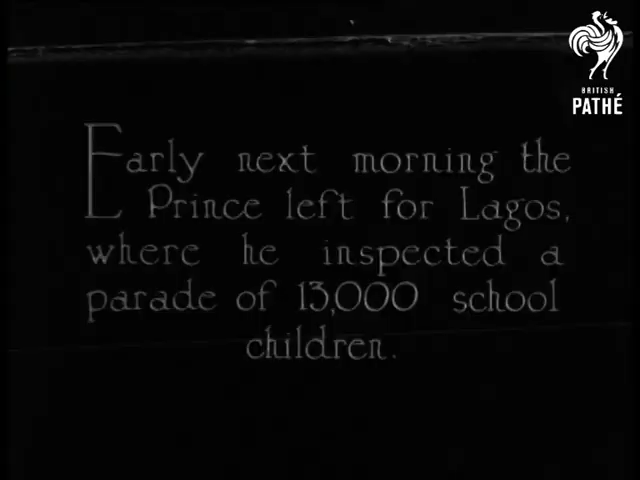 BRITISH
PATHÉ
Early next morning the
Prince left for Lagos,
where he inspected a
parade of 13,000 school
children.